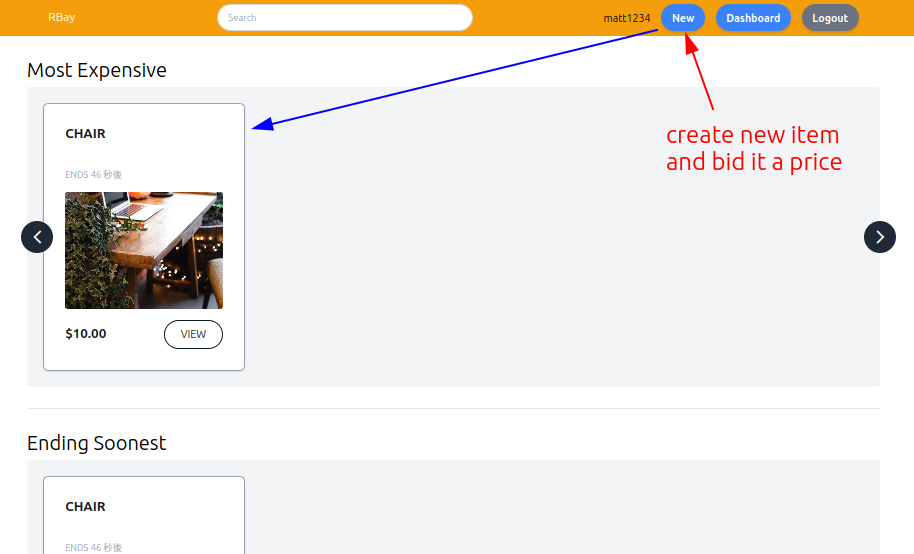 RBay
Search
matt1234
New
Dashboard
Logout
Most Expensive
create new item
and bid it a price
CHAIR
ENDS 46 秒後
$10.00
VIEW
Ending Soonest
CHAIR
ENDS 46 秒後